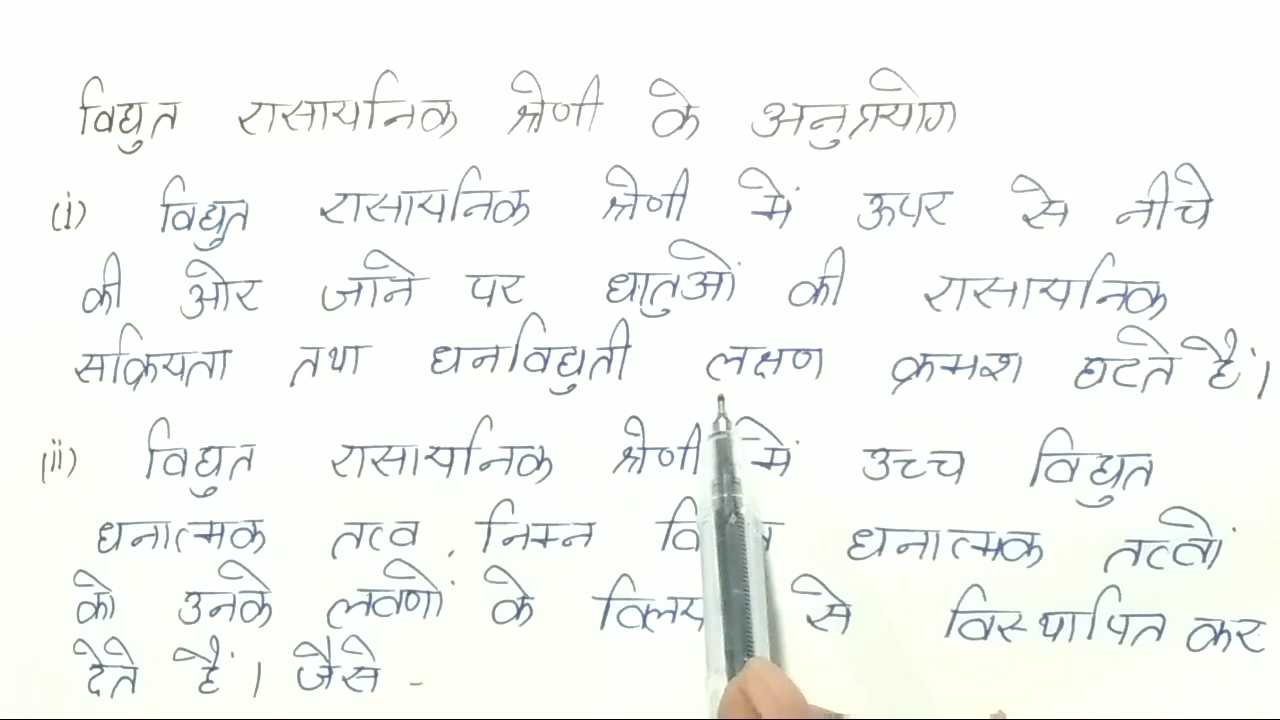 विद्युत रासायनिक श्रेणी के अनुप्रयोग
(i) विद्युत रासायनिक श्रेणी में ऊपर से नीचे
की ओर जाने पर धातुओं की रासायनिक
सक्रियता तथा धनविद्युती लक्षण क्रमश घटते हैं।
(ii) विद्युत रासायनिक श्रेणी में उच्च विद्युत
धनात्मक तत्व, निम्न धनात्मक तत्वों
को उनके लवणों के से विस्थापित कर
देते हैं। जैसे -